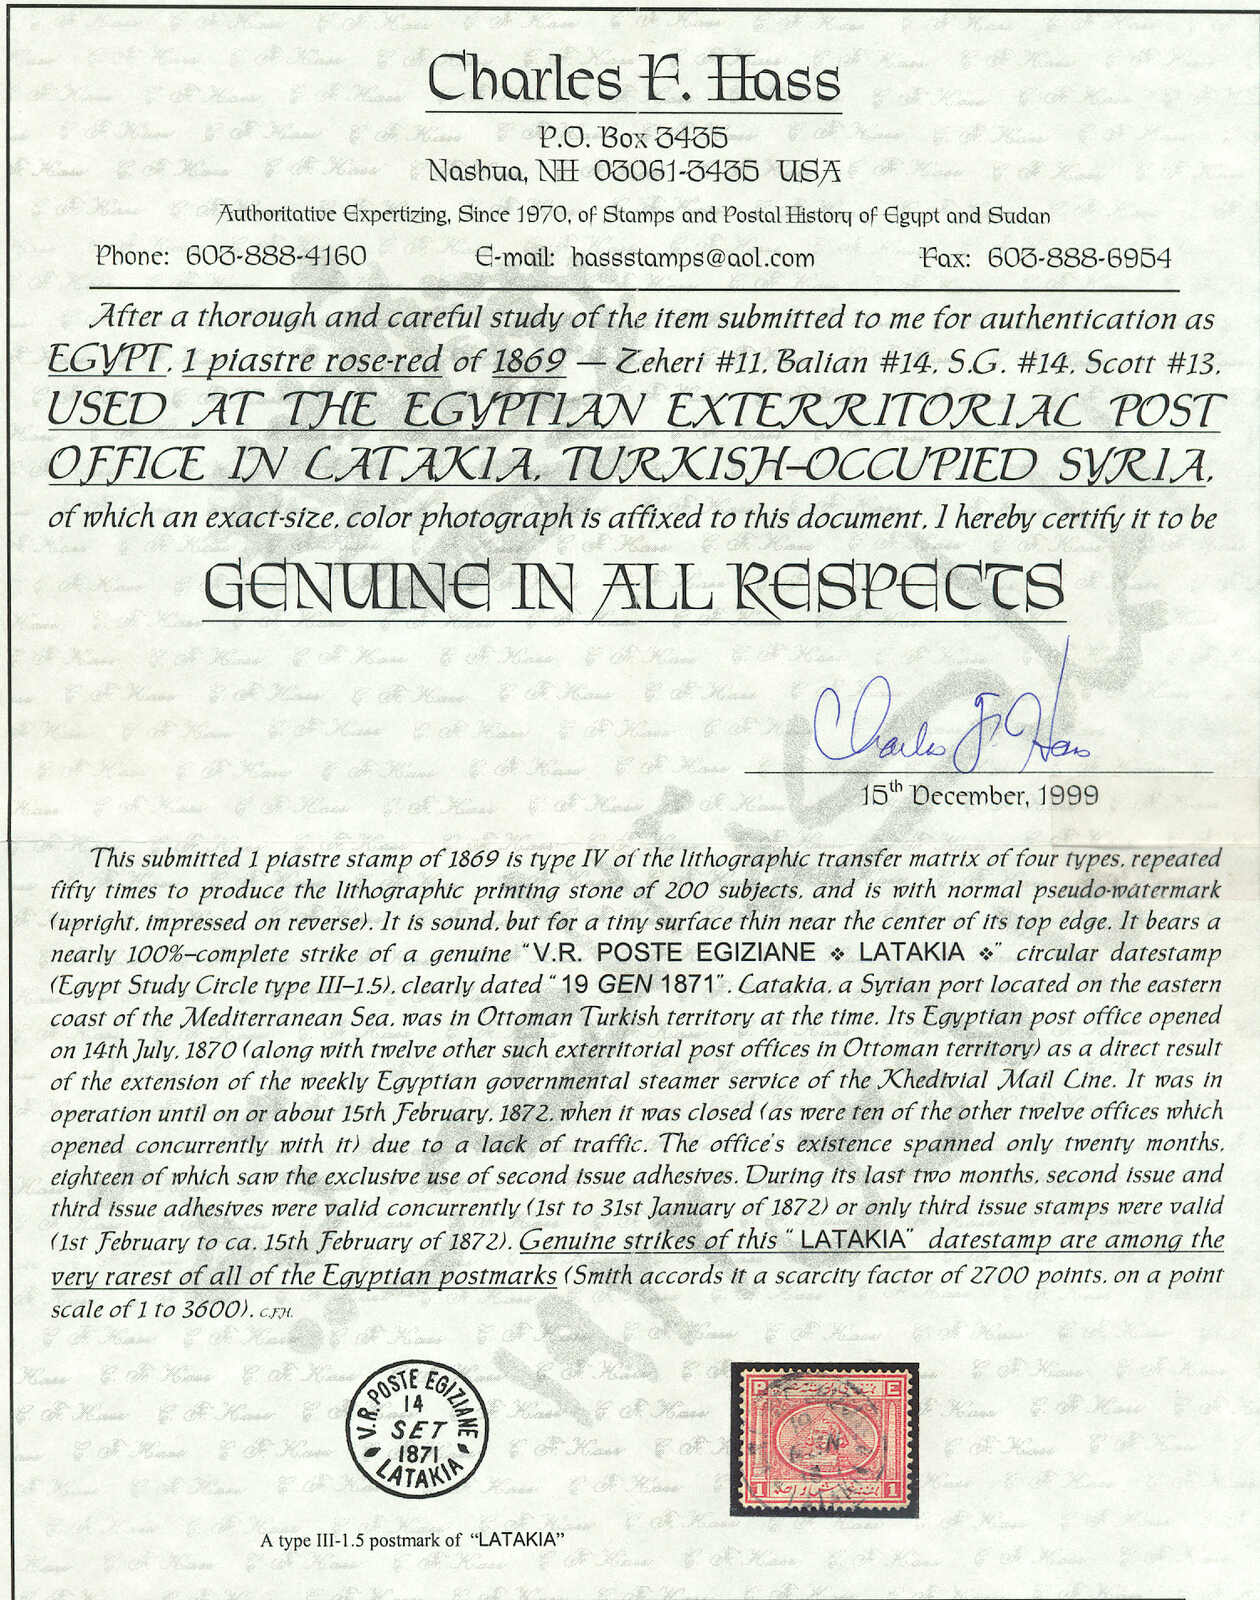 Charles F. Hass
P.O. Box 3435
Nashua, NH 03061-3435 USA
Authoritative Expertizing, Since 1970, of Stamps and Postal History of Egypt and Sudan
Phone: 603-888-4160 E-mail: hassstamps@aol.com Fax: 603-888-6954
After a thorough and careful study of the item submitted to me for authentication as
EGYPT, 1 piastre rose-red of 1869 — Zeheri #11, Balian #14, S.G. #14, Scott #13,
USED AT THE EGYPTIAN EXTERRITORIAL POST
OFFICE IN LATAKIA, TURKISH–OCCUPIED SYRIA,
of which an exact-size, color photograph is affixed to this document, I hereby certify it to be
GENUINE IN ALL RESPECTS
Charles F. Hass
15th December, 1999
This submitted 1 piastre stamp of 1869 is type IV of the lithographic transfer matrix of four types, repeated
fifty times to produce the lithographic printing stone of 200 subjects, and is with normal pseudo-watermark
(upright, impressed on reverse). It is sound, but for a tiny surface thin near the center of its top edge. It bears a
nearly 100%–complete strike of a genuine "V.R. POSTE EGIZIANE ❖ LATAKIA ❖" circular datestamp
(Egypt Study Circle type III–1.5), clearly dated "19 GEN 1871". Latakia, a Syrian port located on the eastern
coast of the Mediterranean Sea, was in Ottoman Turkish territory at the time. Its Egyptian post office opened
on 14th July, 1870 (along with twelve other such exterritorial post offices in Ottoman territory) as a direct result
of the extension of the weekly Egyptian governmental steamer service of the Khedivial Mail Line. It was in
operation until on or about 15th February, 1872, when it was closed (as were ten of the other twelve offices which
opened concurrently with it) due to a lack of traffic. The office's existence spanned only twenty months,
eighteen of which saw the exclusive use of second issue adhesives. During its last two months, second issue and
third issue adhesives were valid concurrently (1st to 31st January of 1872) or only third issue stamps were valid
(1st February to ca. 15th February of 1872). Genuine strikes of this "LATAKIA" datestamp are among the
very rarest of all of the Egyptian postmarks (Smith accords it a scarcity factor of 2700 points, on a point
scale of 1 to 3600). C.F.H.
V.R. POSTE EGIZIANE
14
SET
1871
LATAKIA
P E
1 1
A type III-1.5 postmark of "LATAKIA"